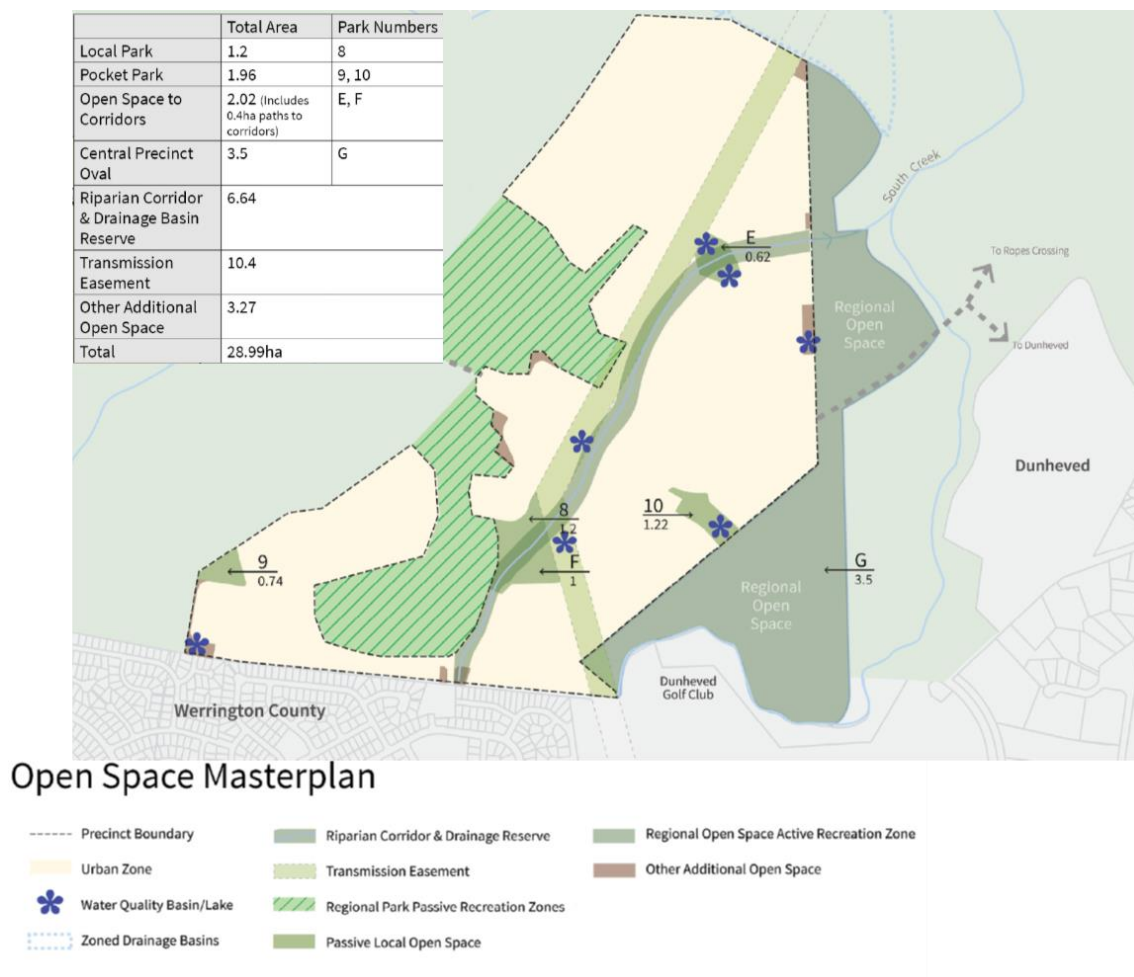 Total Area Park Numbers
Local Park 1.2 8
Pocket Park 1.96 9, 10
Open Space to 2.02 (Includes E, F
Corridors 0.4ha paths to
corridors)
Central Precinct 3.5 G
Oval
Riparian Corridor 6.64
& Drainage Basin
Reserve
Transmission 10.4
Easement
Other Additional 3.27
Open Space
Total 28.99ha
South Creek
E
0.62
To Ropes Crossing
Regional
Open
Space
To Dunheved
Dunheved
8
1.2
10
1.22
9
0.74
F
1
G
3.5
Regional
Open
Space
Dunheved
Golf Club
Werrington County
Open Space Masterplan
Precinct Boundary
Urban Zone
Water Quality Basin/Lake
Zoned Drainage Basins
Riparian Corridor & Drainage Reserve
Transmission Easement
Regional Park Passive Recreation Zones
Passive Local Open Space
Regional Open Space Active Recreation Zone
Other Additional Open Space